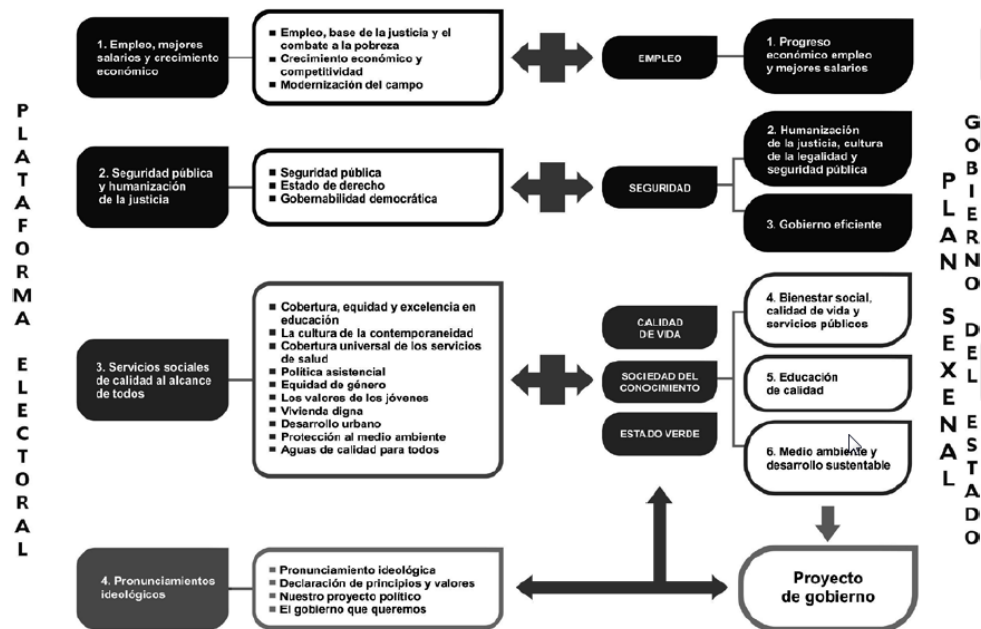 PLATAFORMA ELECTORAL
1. Empleo, mejores
salarios y crecimiento
económico
▪ Empleo, base de la justicia y el
combate a la pobreza
▪ Crecimiento económico y
competitividad
▪ Modernización del campo
EMPLEO
1. Progreso
económico empleo
y mejores salarios
2. Seguridad pública
y humanización
de la justicia
▪ Seguridad pública
▪ Estado de derecho
▪ Gobernabilidad democrática
SEGURIDAD
2. Humanización
de la justicia, cultura
de la legalidad y
seguridad pública
3. Gobierno eficiente
3. Servicios sociales
de calidad al alcance
de todos
▪ Cobertura, equidad y excelencia en
educación
▪ La cultura de la contemporaneidad
▪ Cobertura universal de los servicios
de salud
▪ Política asistencial
▪ Equidad de género
▪ Los valores de los jóvenes
▪ Vivienda digna
▪ Desarrollo urbano
▪ Protección al medio ambiente
▪ Aguas de calidad para todos
CALIDAD
DE VIDA
SOCIEDAD DEL
CONOCIMIENTO
ESTADO VERDE
4. Bienestar social,
calidad de vida y
servicios públicos
5. Educación
de calidad
6. Medio ambiente y
desarrollo sustentable
4. Pronunciamientos
ideológicos
▪ Pronunciamiento ideológica
▪ Declaración de principios y valores
▪ Nuestro proyecto político
▪ El gobierno que queremos
Proyecto
de gobierno
PLAN SEXENAL
GOBIERNO DEL ESTADO